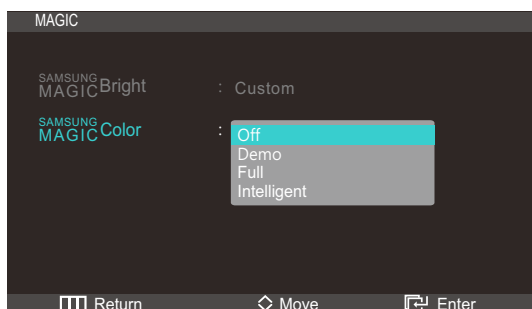 MAGIC
SAMSUNG MAGIC Bright : Custom
SAMSUNG MAGIC Color : Off
Demo
Full
Intelligent
Return Move Enter